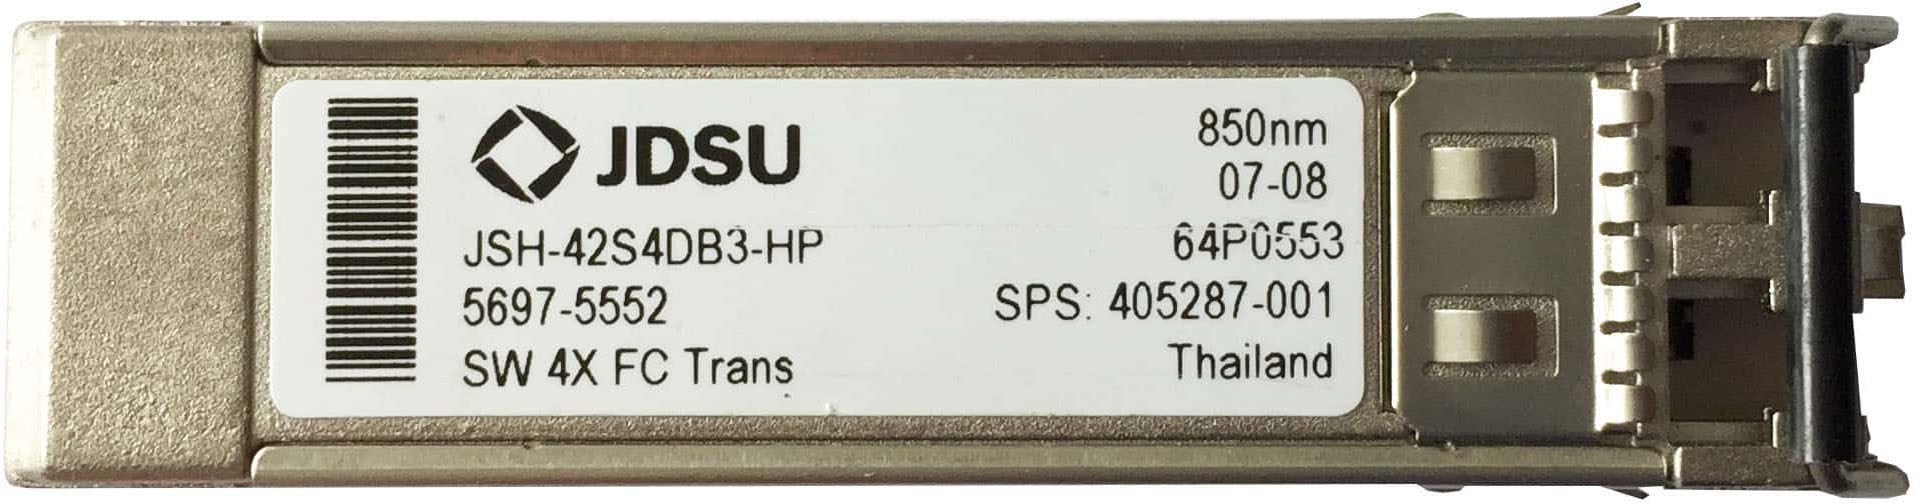 JDSU
850nm
07-08
JSH-42S4DB3-HP
64P0553
5697-5552
SPS: 405287-001
SW 4X FC Trans
Thailand